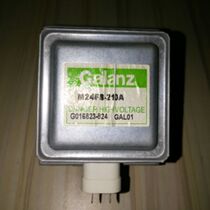 Galanz
M24FB-210A
DANGER HIGH VOLTAGE
G016823-624 GAL01